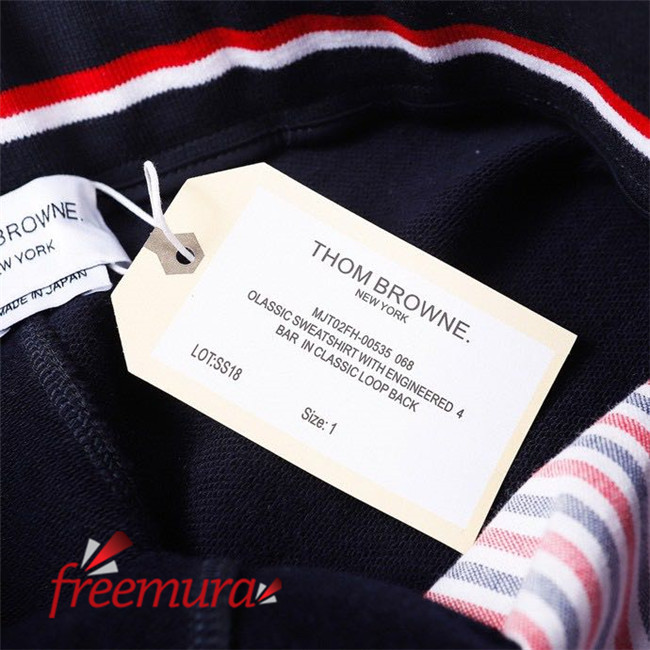 BROWNE.
NEW YORK
MADE IN JAPAN
THOM BROWNE.
NEW YORK
MJT02FH-00535 068
OLASSIC SWEATSHIRT WITH ENGINEERED 4
BAR IN CLASSIC LOOP BACK
LOT:SS18
Size: 1
freemura